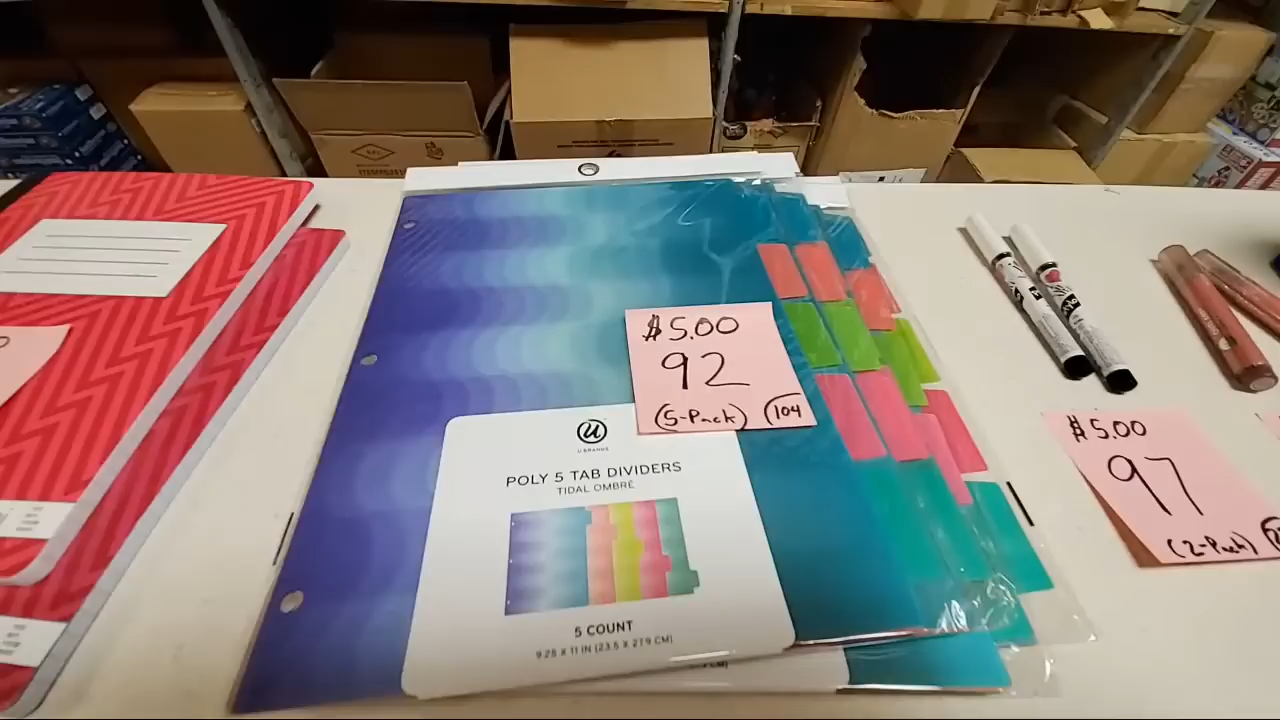 $5.00
92
(5-Pack) 104
U BRANDS
POLY 5 TAB DIVIDERS
TIDAL OMBRÉ
5 COUNT
9.25 X 11 IN (23.5 X 27.9 CM)
$5.00
97
(2-Pack)